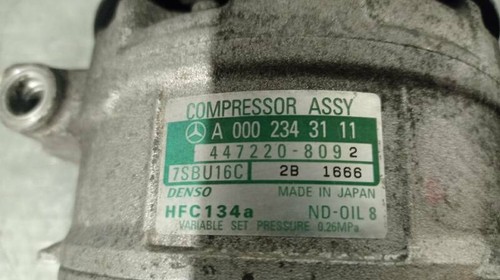 COMPRESSOR ASSY
A 000 234 31 11
447220-8092
7SBU16C 2B 1666
DENSO MADE IN JAPAN
HFC134a ND-OIL 8
VARIABLE SET PRESSURE 0.26MPa